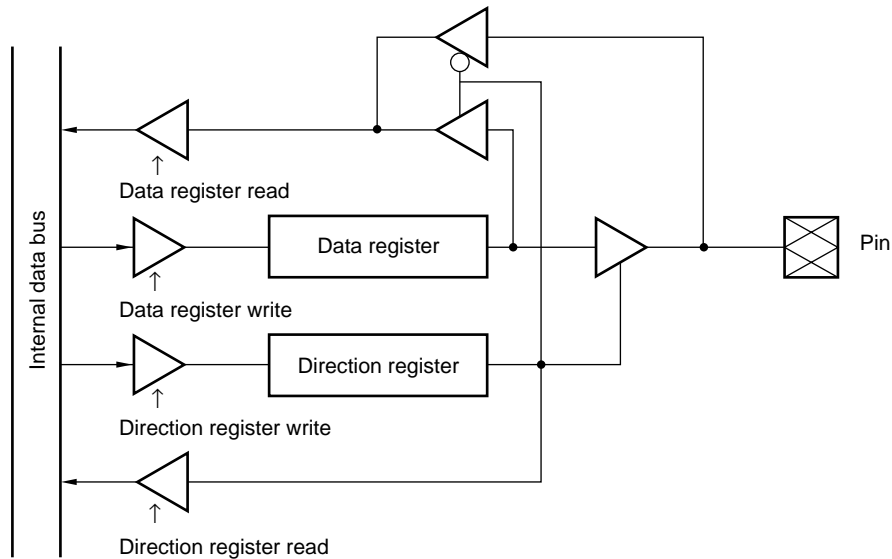 Data register read
Data register
Pin
Internal data bus
Data register write
Direction register
Direction register write
Direction register read